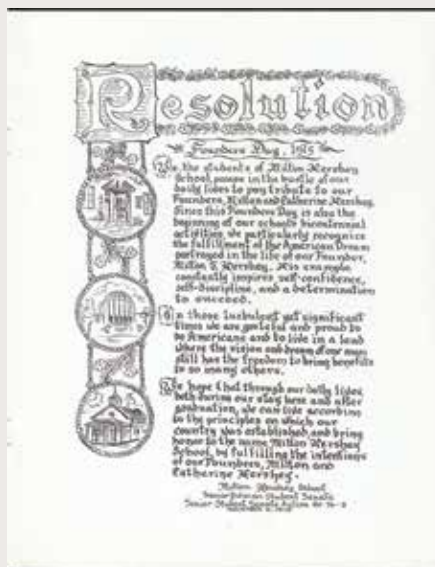 Resolution
Founders Day, 1975
We, the students of Milton Hershey
School, pause in the bustle of our
daily lives to pay tribute to our
Founders, Milton and Catherine Hershey.
Since this Founders Day is also the
beginning of our school's bicentennial
activities, we particularly recognize
the fulfillment of the American Dream
portrayed in the life of our Founder,
Milton S. Hershey. His example
constantly inspires self-confidence,
self-discipline, and a determination
to succeed.
In these turbulent yet significant
times we are grateful and proud to
be Americans and to live in a land
where the vision and dream of one man
still has the freedom to bring benefits
to so many others.
We hope that through our daily lives,
both during our stay here and after
graduation, we can live according
to the principles on which our
country was established, and bring
honor to the name, Milton Hershey
School, by fulfilling the intentions
of our Founders, Milton and
Catherine Hershey.
Milton Hershey School
Senior Division Student Senate
Senior Student Senate Action